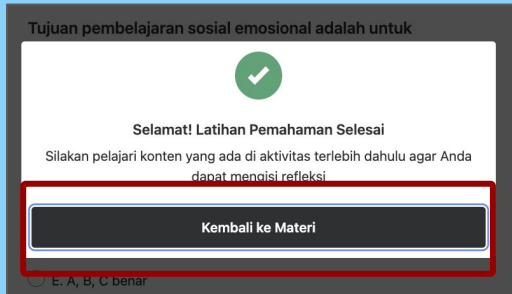 Tujuan pembelajaran sosial emosional adalah untuk
Selamat! Latihan Pemahaman Selesai
Silakan pelajari konten yang ada di aktivitas terlebih dahulu agar Anda
dapat mengisi refleksi
Kembali ke Materi
E. A, B, C benar